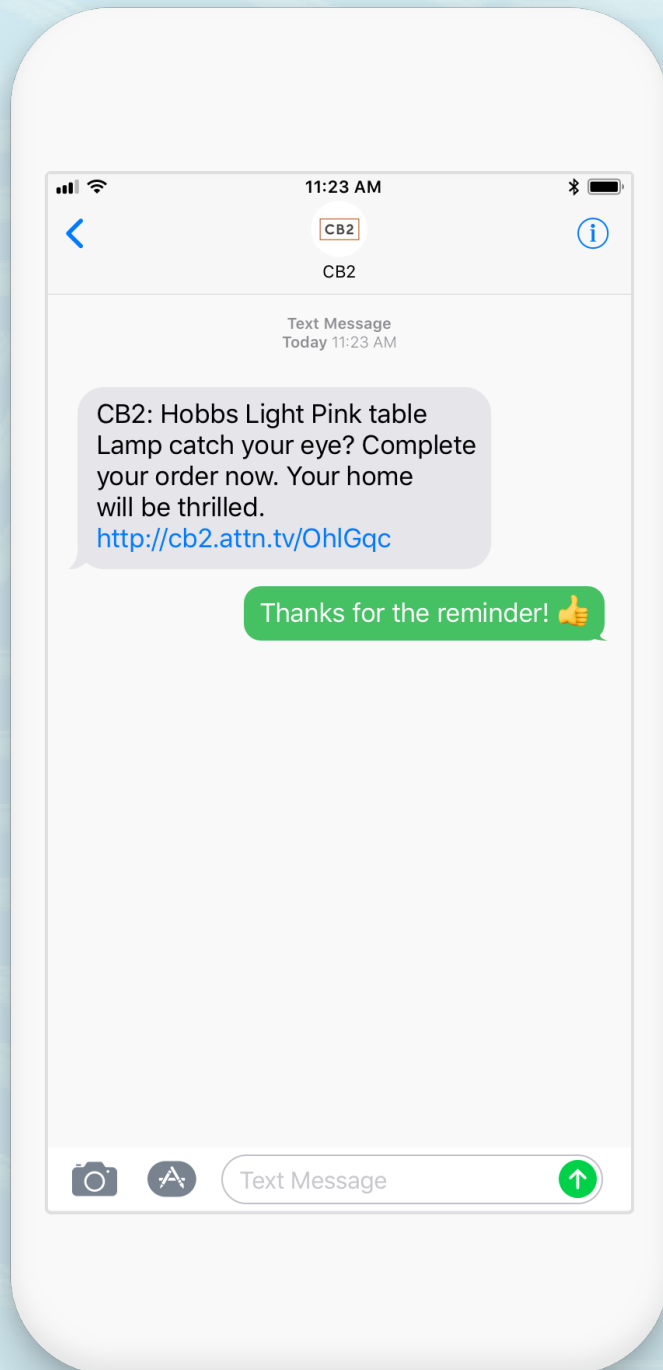 11:23 AM
CB2
CB2
Text Message
Today 11:23 AM
CB2: Hobbs Light Pink table
Lamp catch your eye? Complete
your order now. Your home
will be thrilled.
http://cb2.attn.tv/OhlGqc
Thanks for the reminder! 👍
Text Message